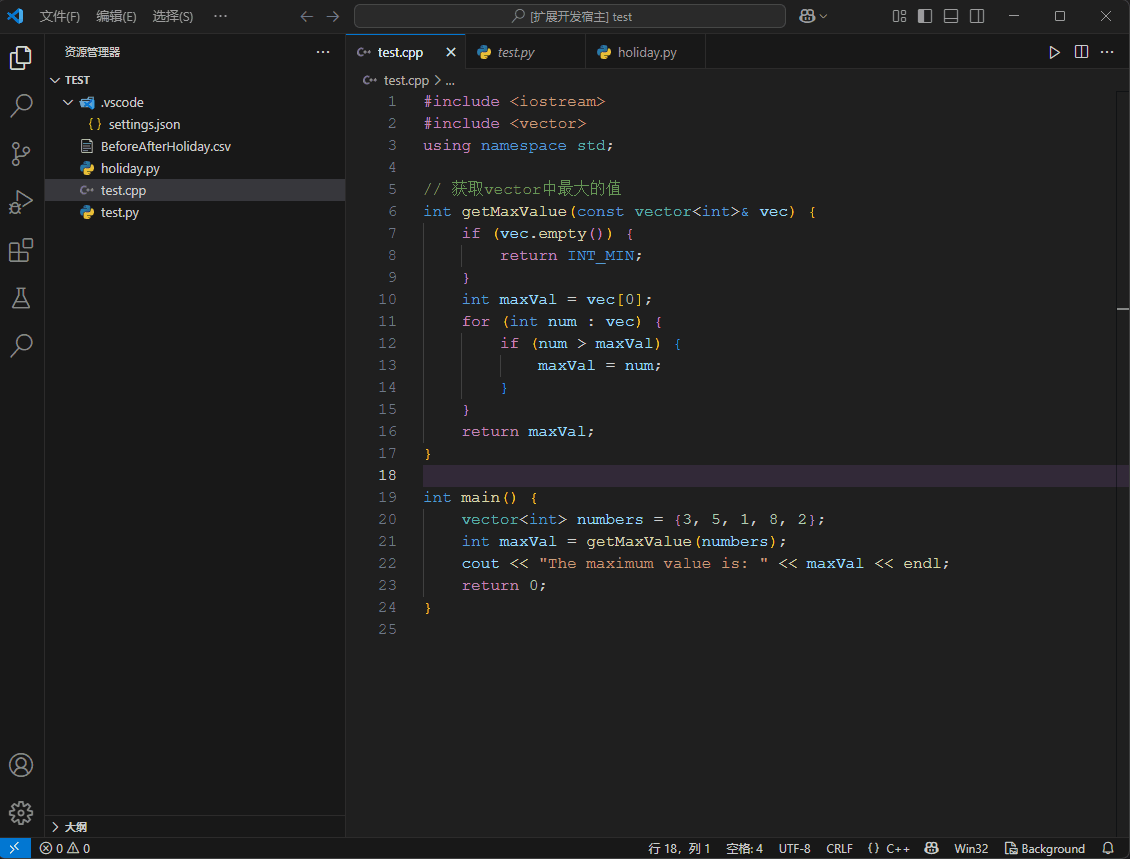 文件(F) 编辑(E) 选择(S) ··· [扩展开发宿主] test
资源管理器 ···
TEST
.vscode
{} settings.json
BeforeAfterHoliday.csv
holiday.py
test.cpp
test.py
大纲
test.cpp test.py holiday.py
test.cpp > ...
1 #include <iostream>
2 #include <vector>
3 using namespace std;
4
5 // 获取vector中最大的值
6 int getMaxValue(const vector<int>& vec) {
7 if (vec.empty()) {
8 return INT_MIN;
9 }
10 int maxVal = vec[0];
11 for (int num : vec) {
12 if (num > maxVal) {
13 maxVal = num;
14 }
15 }
16 return maxVal;
17 }
18
19 int main() {
20 vector<int> numbers = {3, 5, 1, 8, 2};
21 int maxVal = getMaxValue(numbers);
22 cout << "The maximum value is: " << maxVal << endl;
23 return 0;
24 }
25
0 0 行 18，列 1 空格: 4 UTF-8 CRLF {} C++ Win32 Background